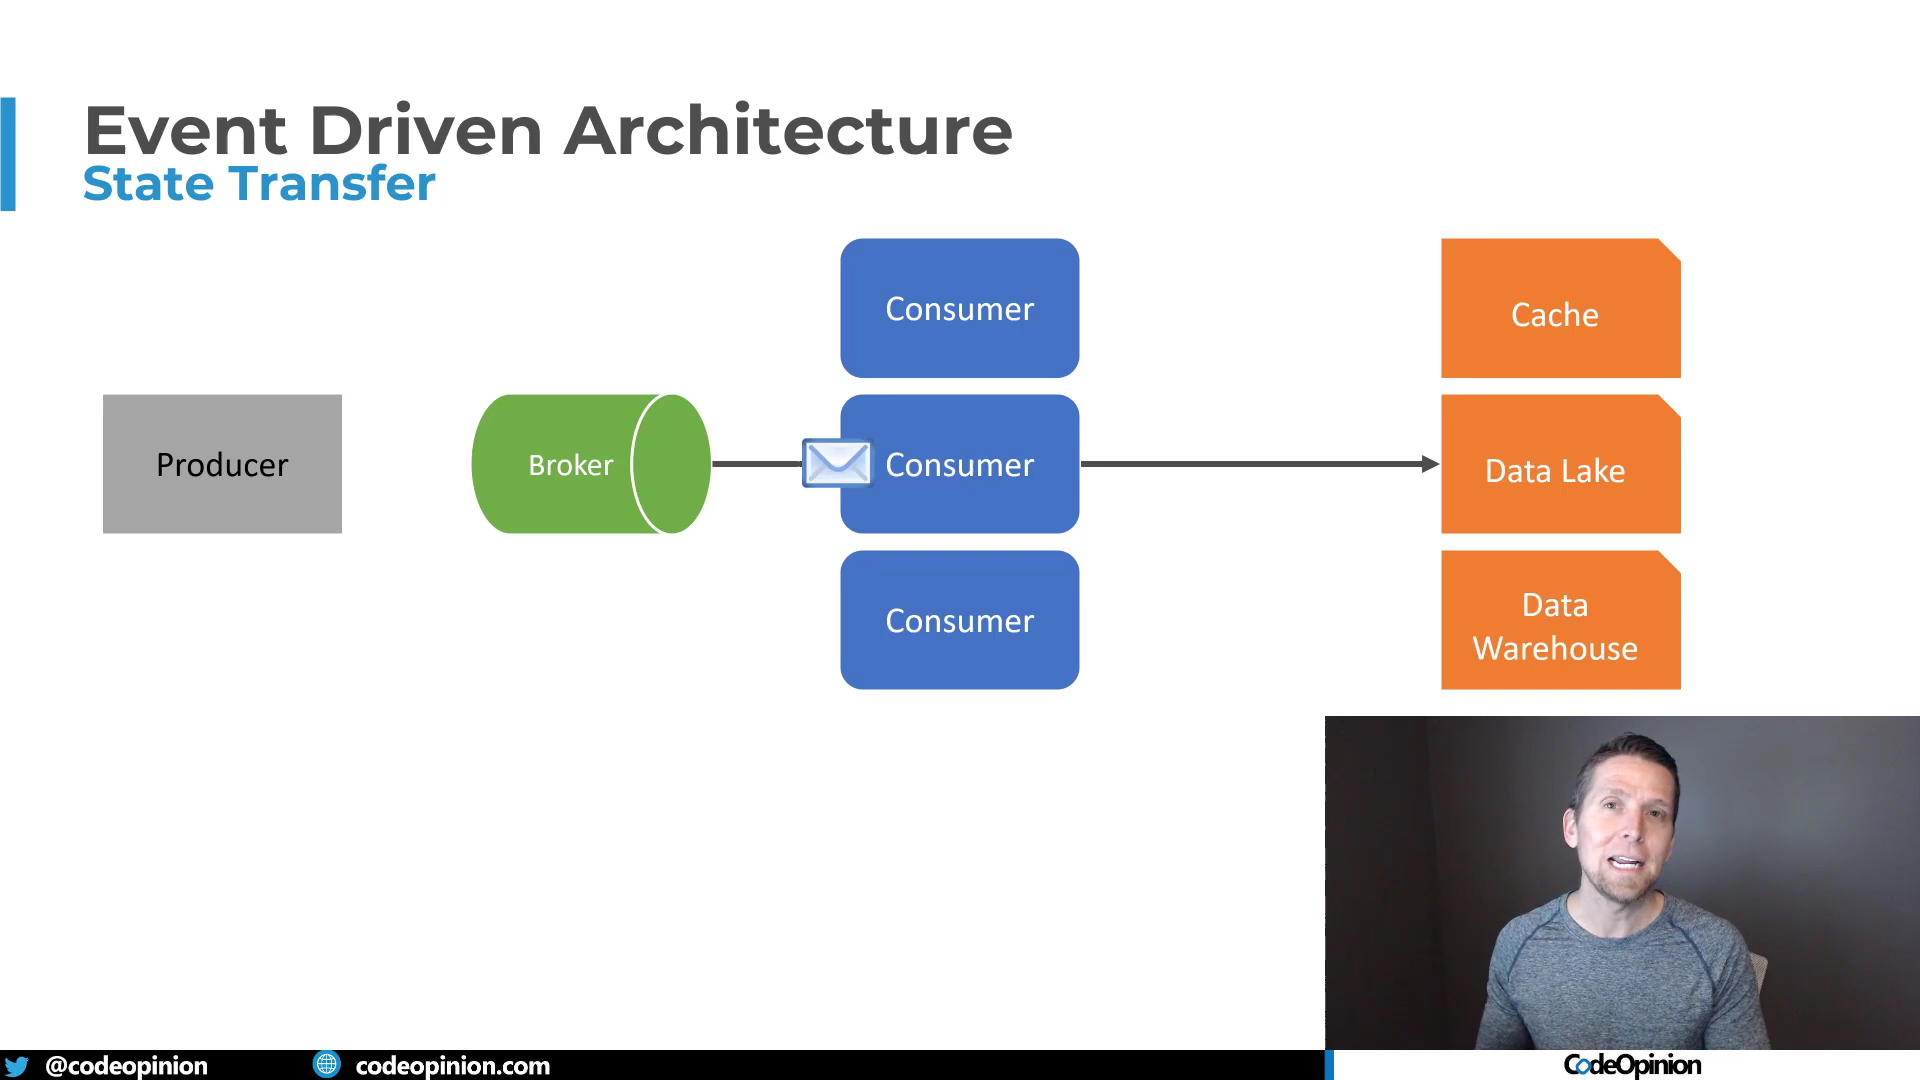 Event Driven Architecture
State Transfer
Consumer
Cache
Producer
Broker
Consumer
Data Lake
Consumer
Data
Warehouse
@codeopinion
codeopinion.com
CodeOpinion